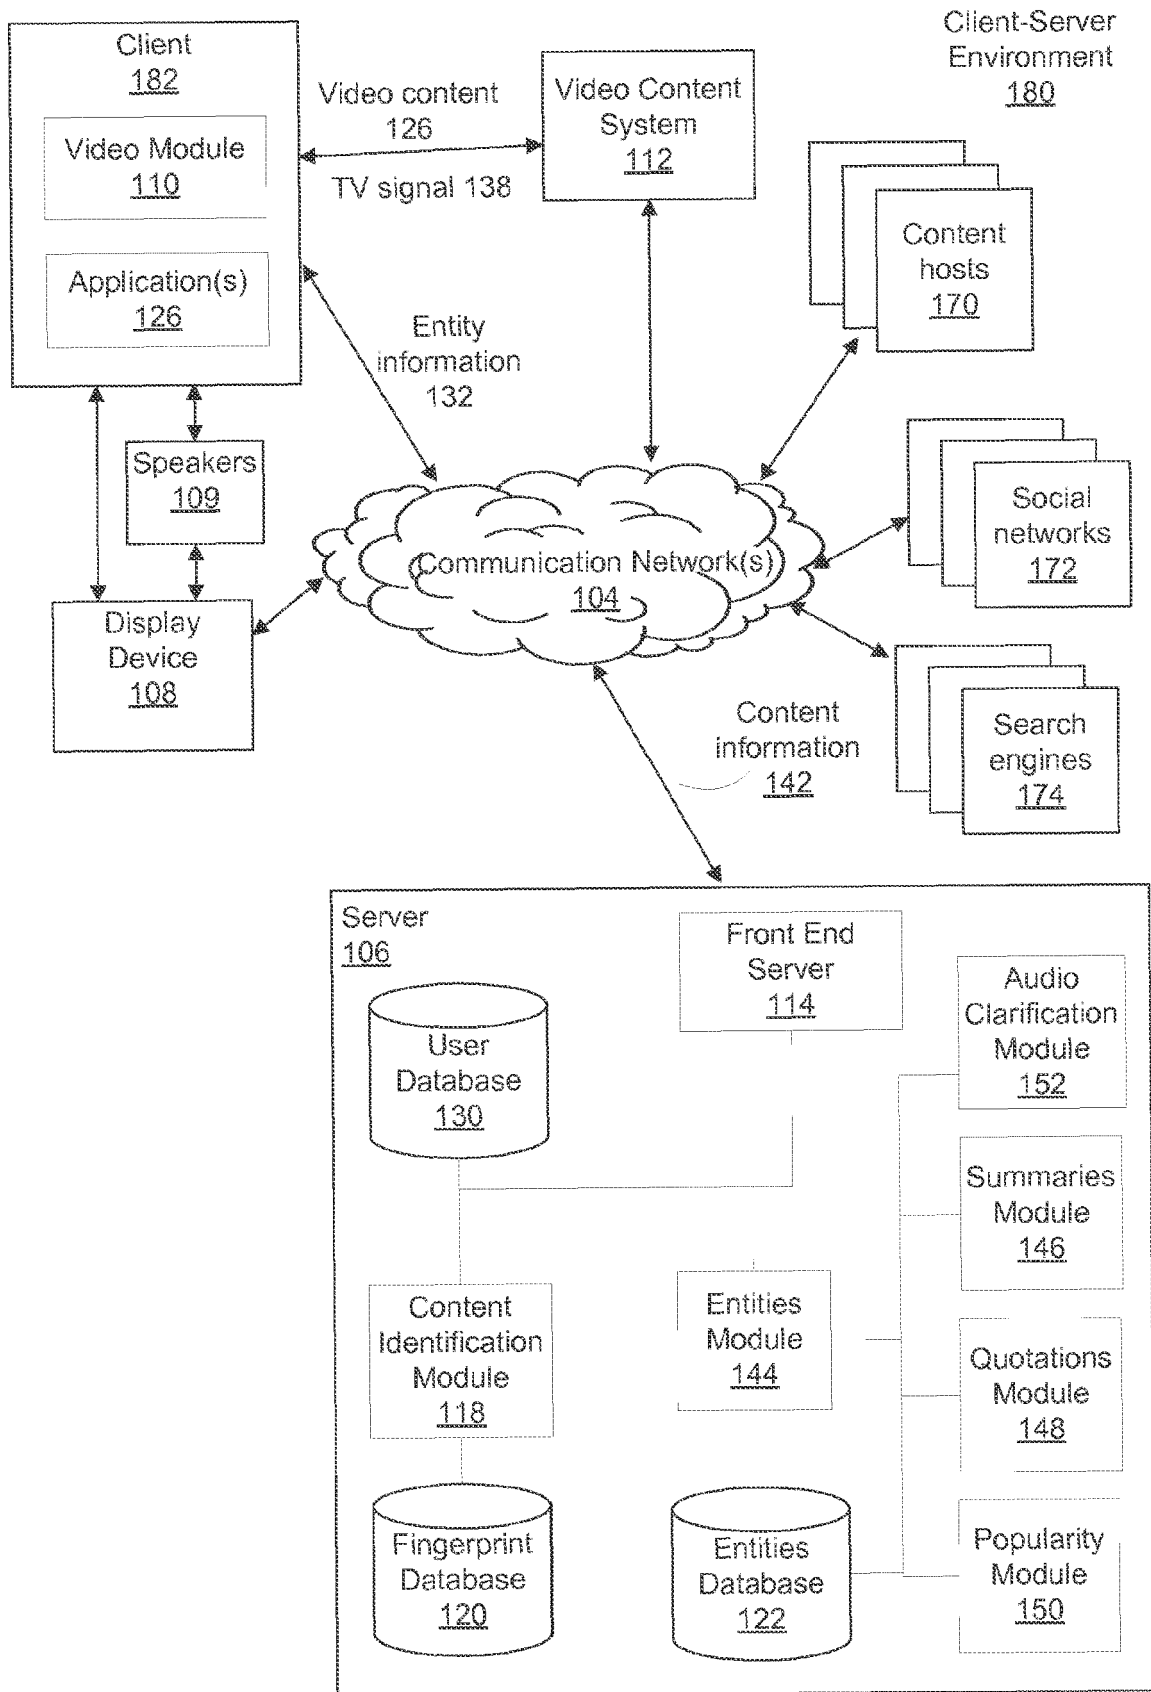 Client-Server
Environment
180
Client
182
Video Module
110
Application(s)
126
Video content
126
TV signal 138
Video Content
System
112
Content
hosts
170
Entity
information
132
Speakers
109
Display
Device
108
Communication Network(s)
104
Social
networks
172
Search
engines
174
Content
information
142
Server
106
Front End
Server
114
User
Database
130
Audio
Clarification
Module
152
Summaries
Module
146
Content
Identification
Module
118
Entities
Module
144
Quotations
Module
148
Fingerprint
Database
120
Entities
Database
122
Popularity
Module
150